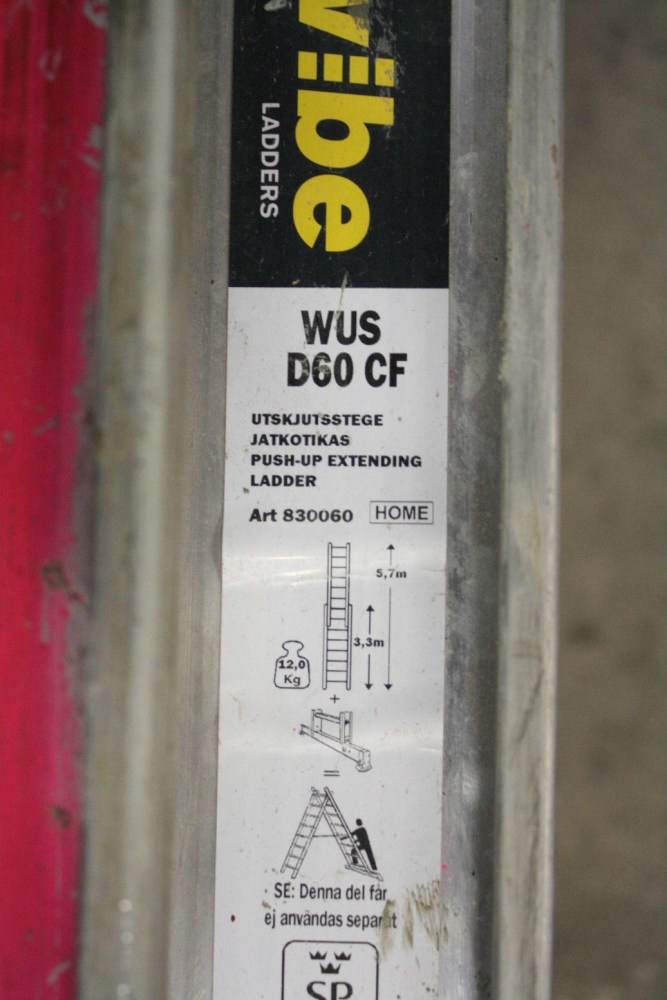 vibe
LADDERS
WUS
D60 CF
UTSKJUTSSTEGE
JATKOTIKAS
PUSH-UP EXTENDING
LADDER
Art 830060 HOME
5,7m
3,3m
12,0
Kg
+
=
SE: Denna del får
ej användas separat
SP